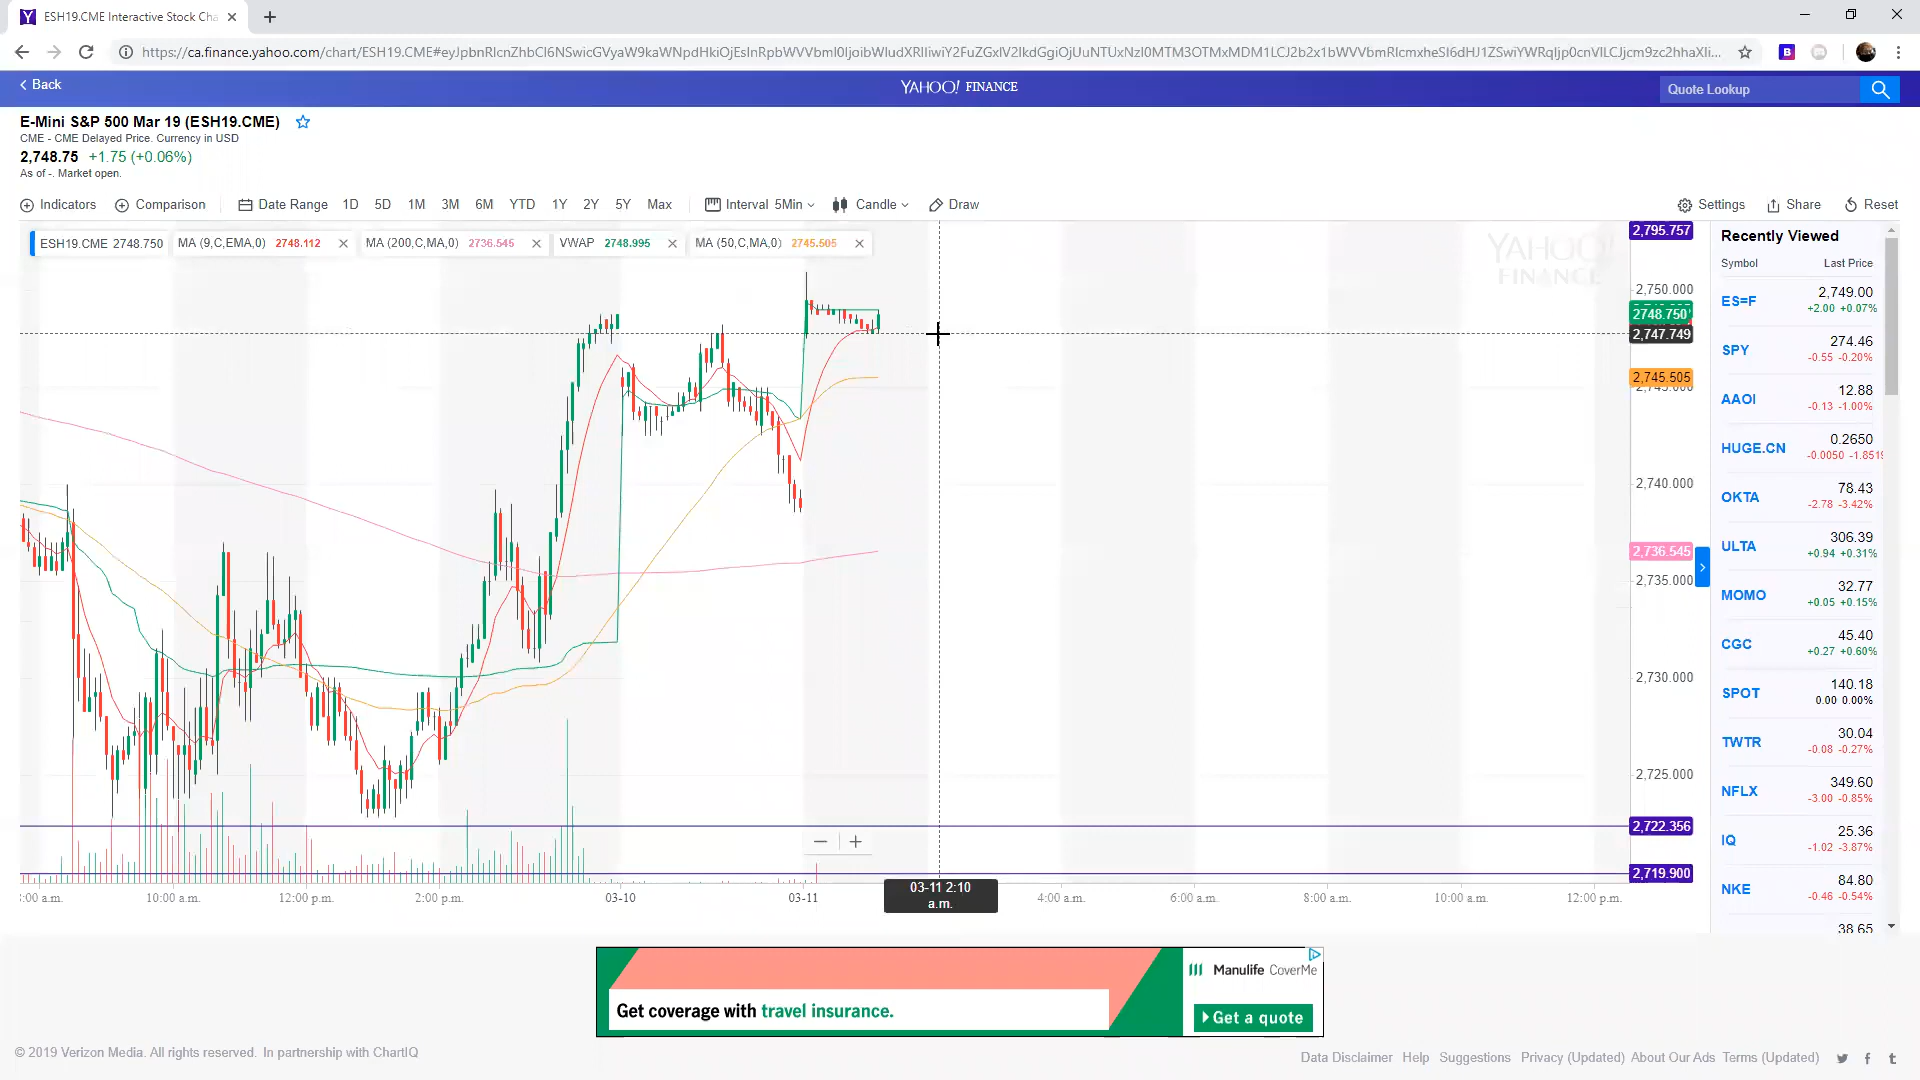 ESH19.CME Interactive Stock Cha
https://ca.finance.yahoo.com/chart/ESH19.CME#
B
Back
YAHOO! FINANCE
Quote Lookup
E-Mini S&P 500 Mar 19 (ESH19.CME)
CME - CME Delayed Price. Currency in USD
2,748.75 +1.75 (+0.06%)
As of -. Market open.
Indicators Comparison Date Range 1D 5D 1M 3M 6M YTD 1Y 2Y 5Y Max Interval 5Min Candle Draw Settings Share Reset
ESH19.CME 2748.750 MA (9,C,EMA,0) 2748.112 MA (200,C,MA,0) 2736.545 VWAP 2748.995 MA (50,C,MA,0) 2745.505
YAHOO!
FINANCE
2,795.757
2,750.000
2748.750
2,747.749
2,745.505
2,740.000
2,736.545
2,735.000
2,730.000
2,725.000
2,722.356
2,719.900
:00 a.m. 10:00 a.m. 12:00 p.m. 2:00 p.m. 03-10 03-11 4:00 a.m. 6:00 a.m. 8:00 a.m. 10:00 a.m. 12:00 p.m.
03-11 2:10
a.m.
Recently Viewed
Symbol Last Price
ES=F 2,749.00
+2.00 +0.07%
SPY 274.46
-0.55 -0.20%
AAOI 12.88
-0.13 -1.00%
HUGE.CN 0.2650
-0.0050 -1.8519
OKTA 78.43
-2.78 -3.42%
ULTA 306.39
+0.94 +0.31%
MOMO 32.77
+0.05 +0.15%
CGC 45.40
+0.27 +0.60%
SPOT 140.18
0.00 0.00%
TWTR 30.04
-0.08 -0.27%
NFLX 349.60
-3.00 -0.85%
IQ 25.36
-1.02 -3.87%
NKE 84.80
-0.46 -0.54%
38.65
Get coverage with travel insurance.
Manulife CoverMe
Get a quote
© 2019 Verizon Media. All rights reserved. In partnership with ChartIQ
Data Disclaimer Help Suggestions Privacy (Updated) About Our Ads Terms (Updated)